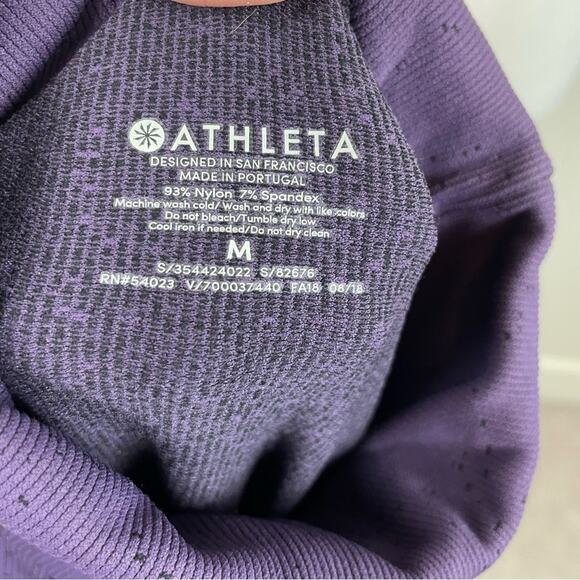 ATHLETA
DESIGNED IN SAN FRANCISCO
MADE IN PORTUGAL
93% Nylon 7% Spandex
Machine wash cold/ Wash and dry with like colors
Do not bleach/Tumble dry low
Cool iron if needed/Do not dry clean
M
S/354424022 S/82676
RN#54023 V/700037440 FA18 08/18